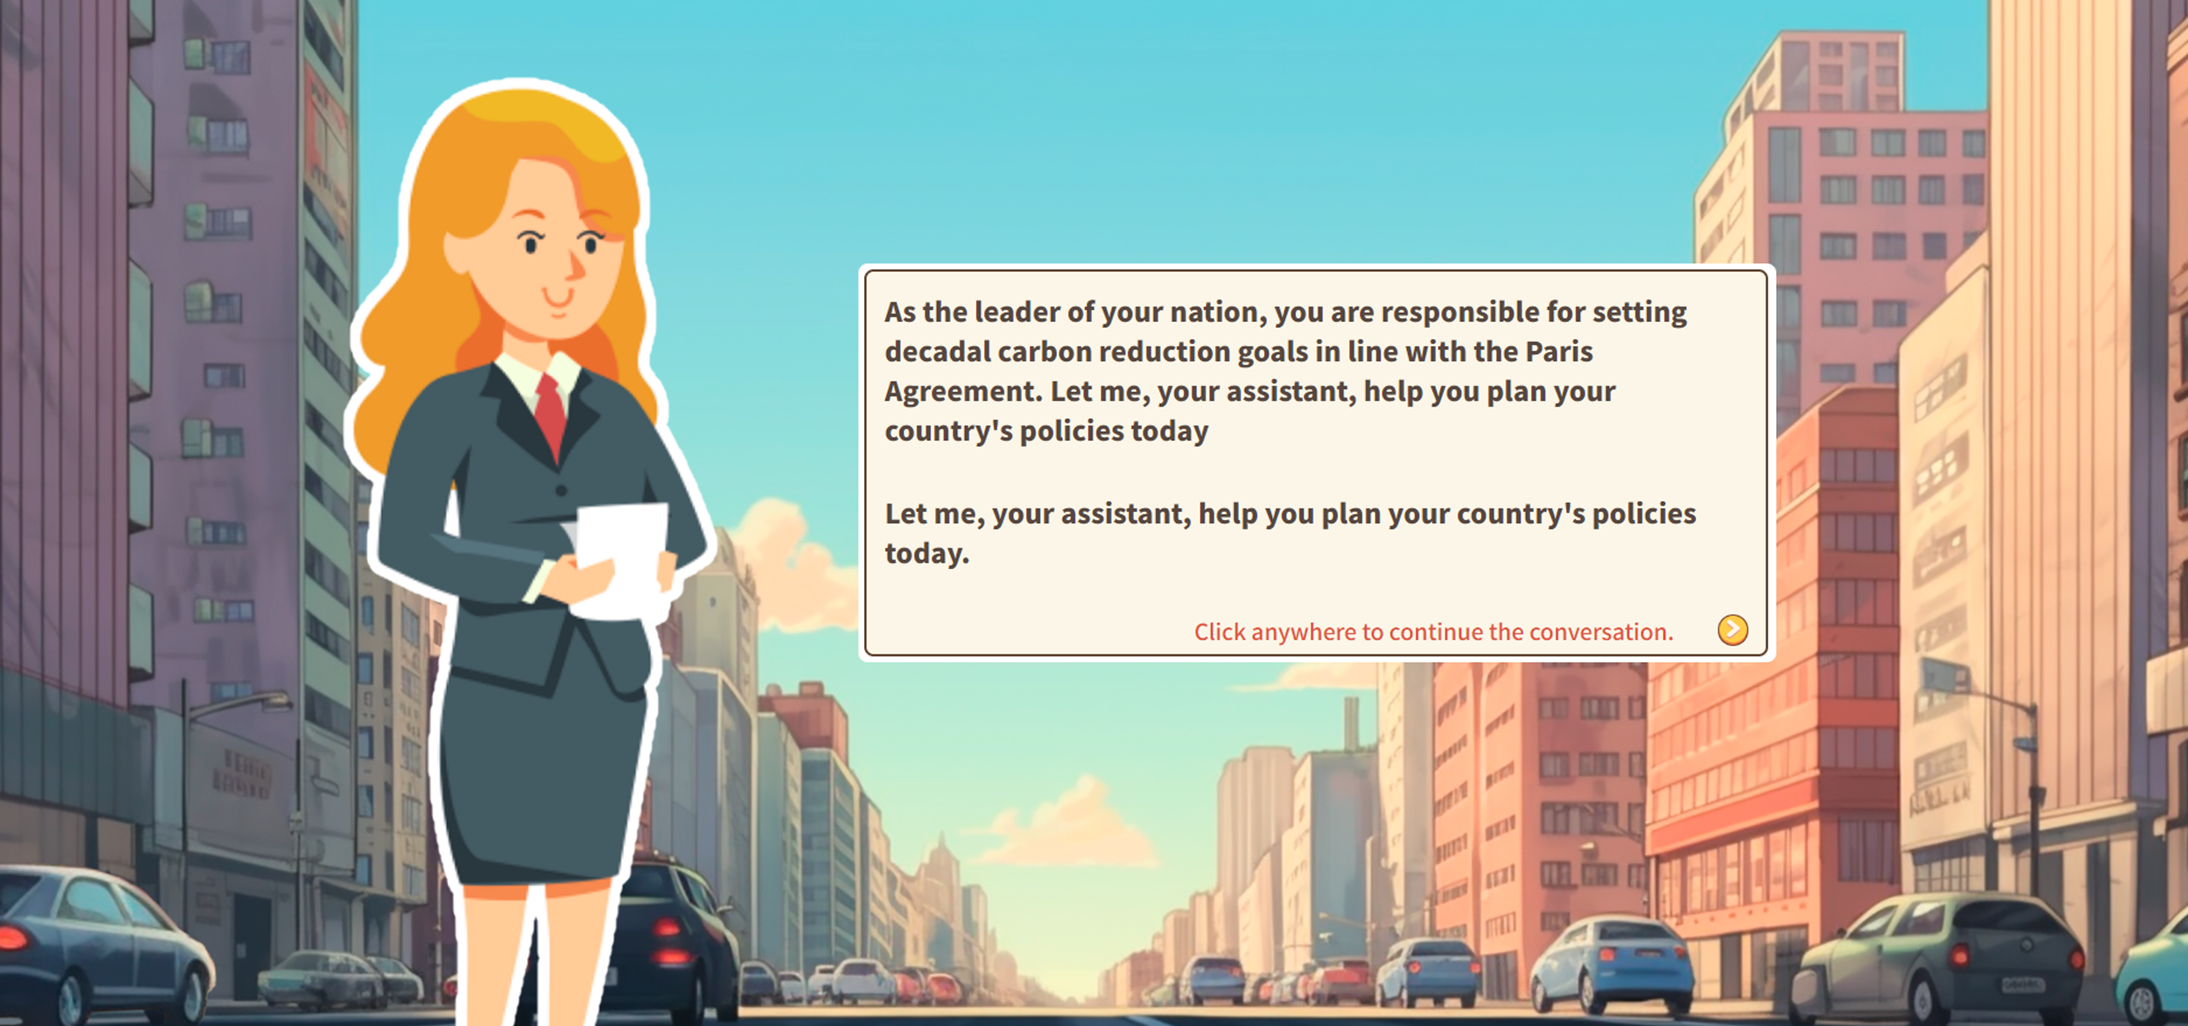 As the leader of your nation, you are responsible for setting
decadal carbon reduction goals in line with the Paris
Agreement. Let me, your assistant, help you plan your
country's policies today
Let me, your assistant, help you plan your country's policies
today.
Click anywhere to continue the conversation.